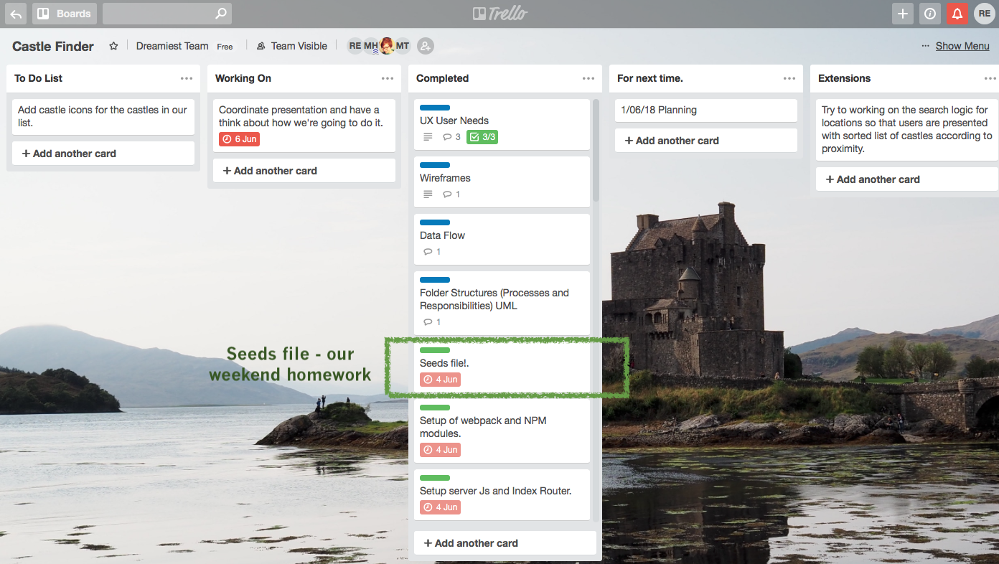 Boards
Trello
RE
Castle Finder
Dreamiest Team Free
Team Visible
RE MH MT
... Show Menu
To Do List
Add castle icons for the castles in our
list.
+ Add another card
Working On
Coordinate presentation and have a
think about how we're going to do it.
6 Jun
+ Add another card
Completed
UX User Needs
3 3/3
Wireframes
1
Data Flow
1
Folder Structures (Processes and
Responsibilities) UML
1
Seeds file!.
4 Jun
Setup of webpack and NPM
modules.
4 Jun
Setup server Js and Index Router.
4 Jun
+ Add another card
Seeds file - our
weekend homework
For next time.
1/06/18 Planning
+ Add another card
Extensions
Try to working on the search logic for
locations so that users are presented
with sorted list of castles according to
proximity.
+ Add another card